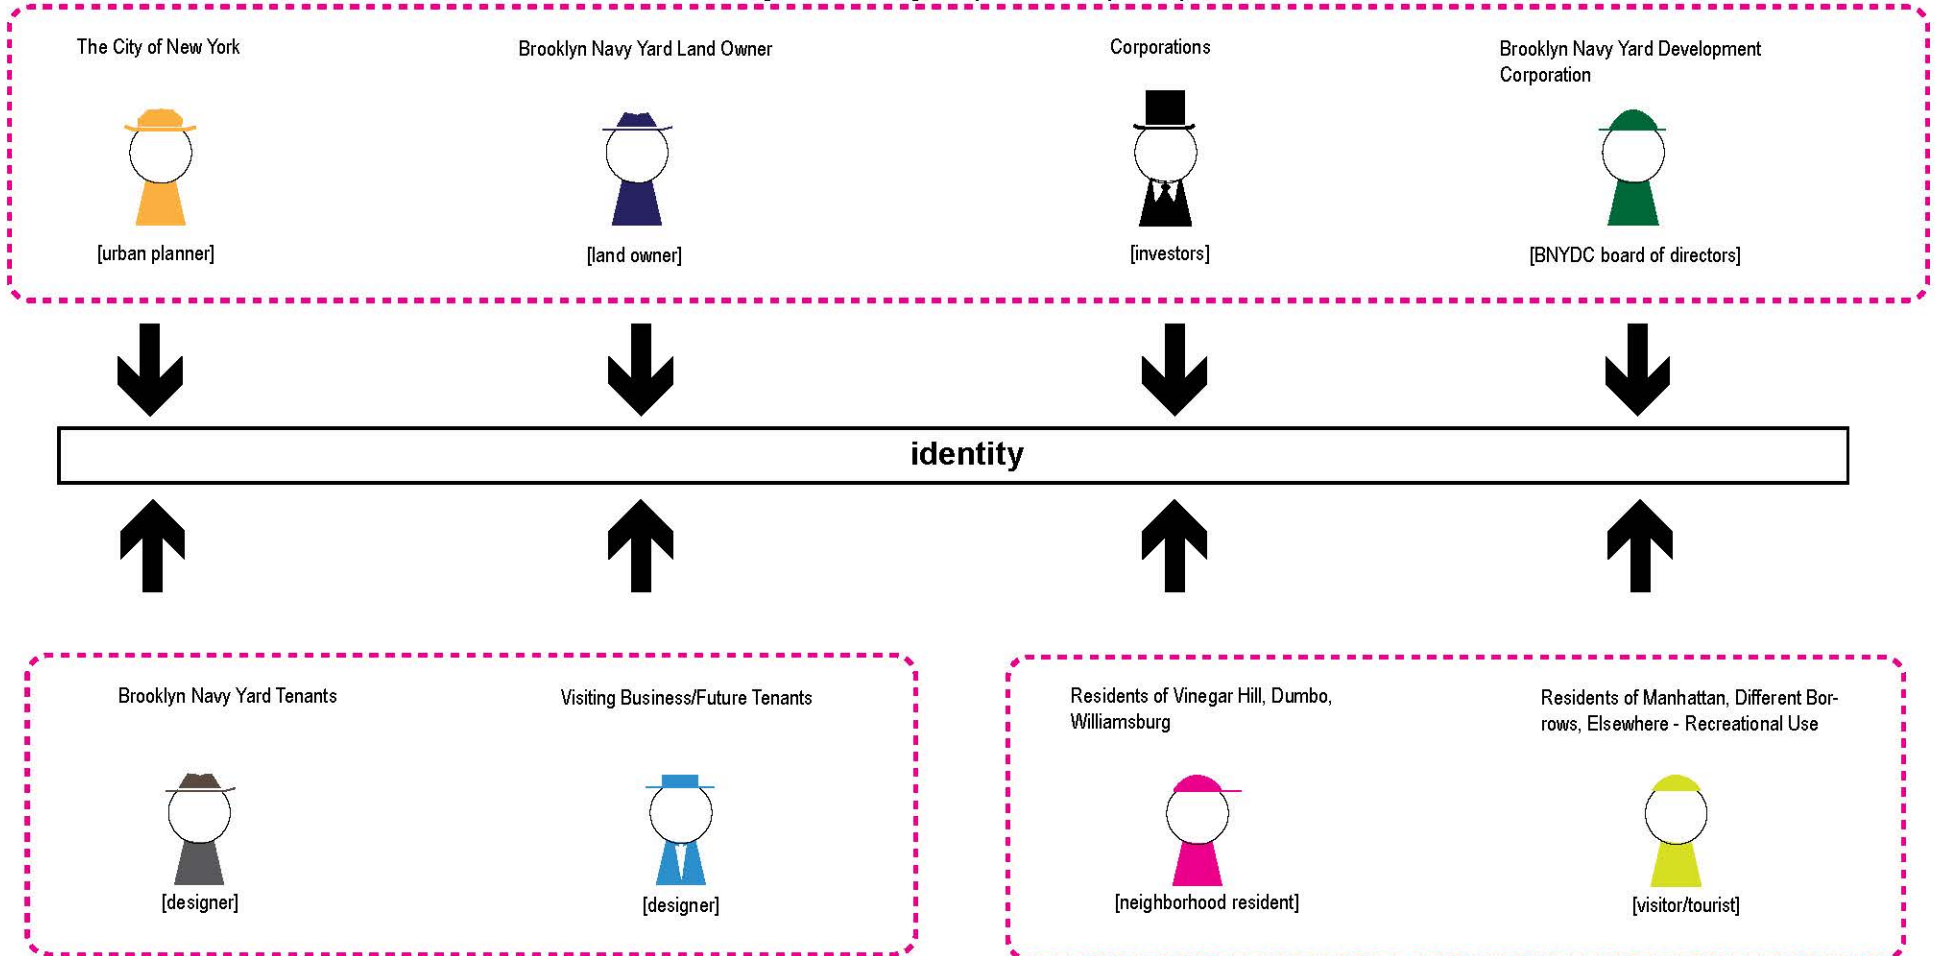 The City of New York
Brooklyn Navy Yard Land Owner
Corporations
Brooklyn Navy Yard Development
Corporation
[urban planner]
[land owner]
[investors]
[BNYDC board of directors]
identity
Brooklyn Navy Yard Tenants
Visiting Business/Future Tenants
Residents of Vinegar Hill, Dumbo,
Williamsburg
Residents of Manhattan, Different Bor-
rows, Elsewhere - Recreational Use
[designer]
[designer]
[neighborhood resident]
[visitor/tourist]